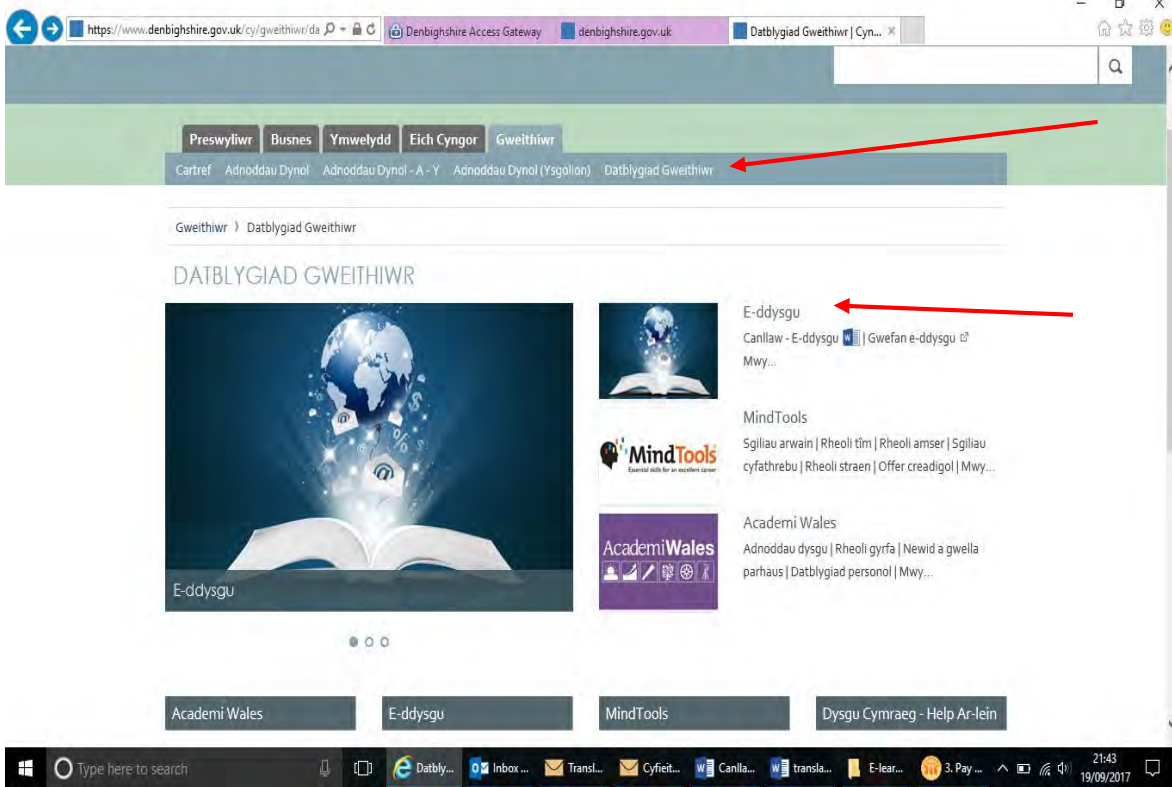 https://www.denbighshire.gov.uk/cy/gweithiwr/da
Denbighshire Access Gateway
denbighshire.gov.uk
Datblygiad Gweithiwr | Cyn...
Preswyliwr Busnes Ymwelydd Eich Cyngor Gweithiwr
Cartref Adnoddau Dynol Adnoddau Dynol - A - Y Adnoddau Dynol (Ysgolion) Datblygiad Gweithiwr
Gweithiwr Datblygiad Gweithiwr
DATBLYGIAD GWEITHIWR
E-ddysgu
E-ddysgu
Canllaw - E-ddysgu | Gwefan e-ddysgu
Mwy...
MindTools
Essential skills for an excellent career
MindTools
Sgiliau arwain | Rheoli tîm | Rheoli amser | Sgiliau
cyfathrebu | Rheoli straen | Offer creadigol | Mwy...
AcademiWales
Academi Wales
Adnoddau dysgu | Rheoli gyrfa | Newid a gwella
parhaus | Datblygiad personol | Mwy...
Academi Wales E-ddysgu MindTools Dysgu Cymraeg - Help Ar-lein
Type here to search Datbly... Inbox ... Transl... Cyfieit... Canlla... transla... E-lear... 3. Pay ...
21:43
19/09/2017